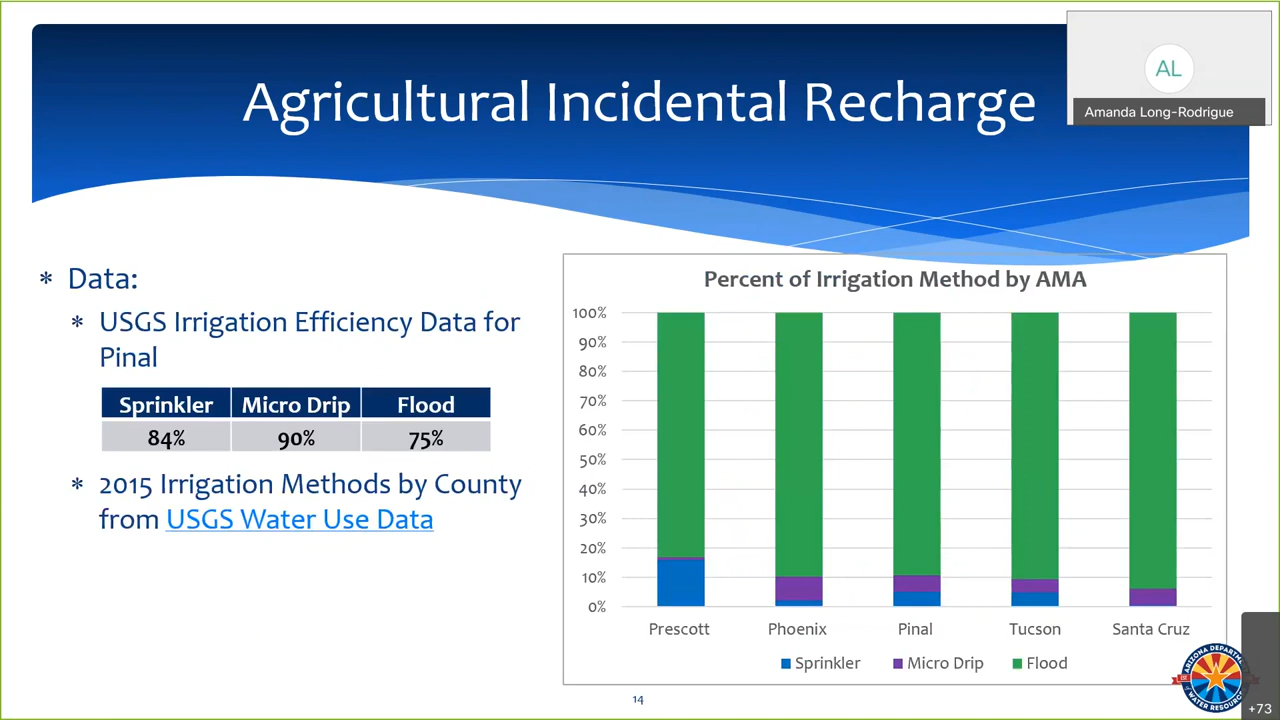 Agricultural Incidental Recharge
AL
Amanda Long-Rodrigue
* Data:
* USGS Irrigation Efficiency Data for
Pinal
Sprinkler Micro Drip Flood
84% 90% 75%
* 2015 Irrigation Methods by County
from USGS Water Use Data
Percent of Irrigation Method by AMA
100%
90%
80%
70%
60%
50%
40%
30%
20%
10%
0%
Prescott Phoenix Pinal Tucson Santa Cruz
Sprinkler Micro Drip Flood
14
ARIZONA
WATER
+73